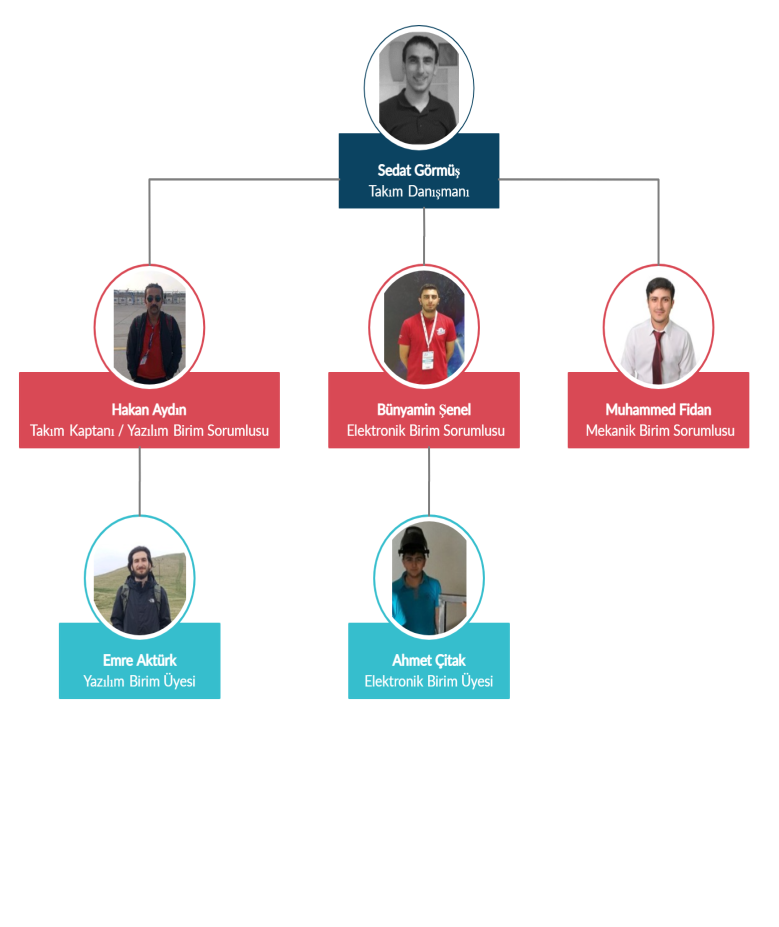 Sedat Görmüş
Takım Danışmanı
Hakan Aydın
Takım Kaptanı / Yazılım Birim Sorumlusu
Bünyamin Şenel
Elektronik Birim Sorumlusu
Muhammed Fidan
Mekanik Birim Sorumlusu
Emre Aktürk
Yazılım Birim Üyesi
Ahmet Çitak
Elektronik Birim Üyesi